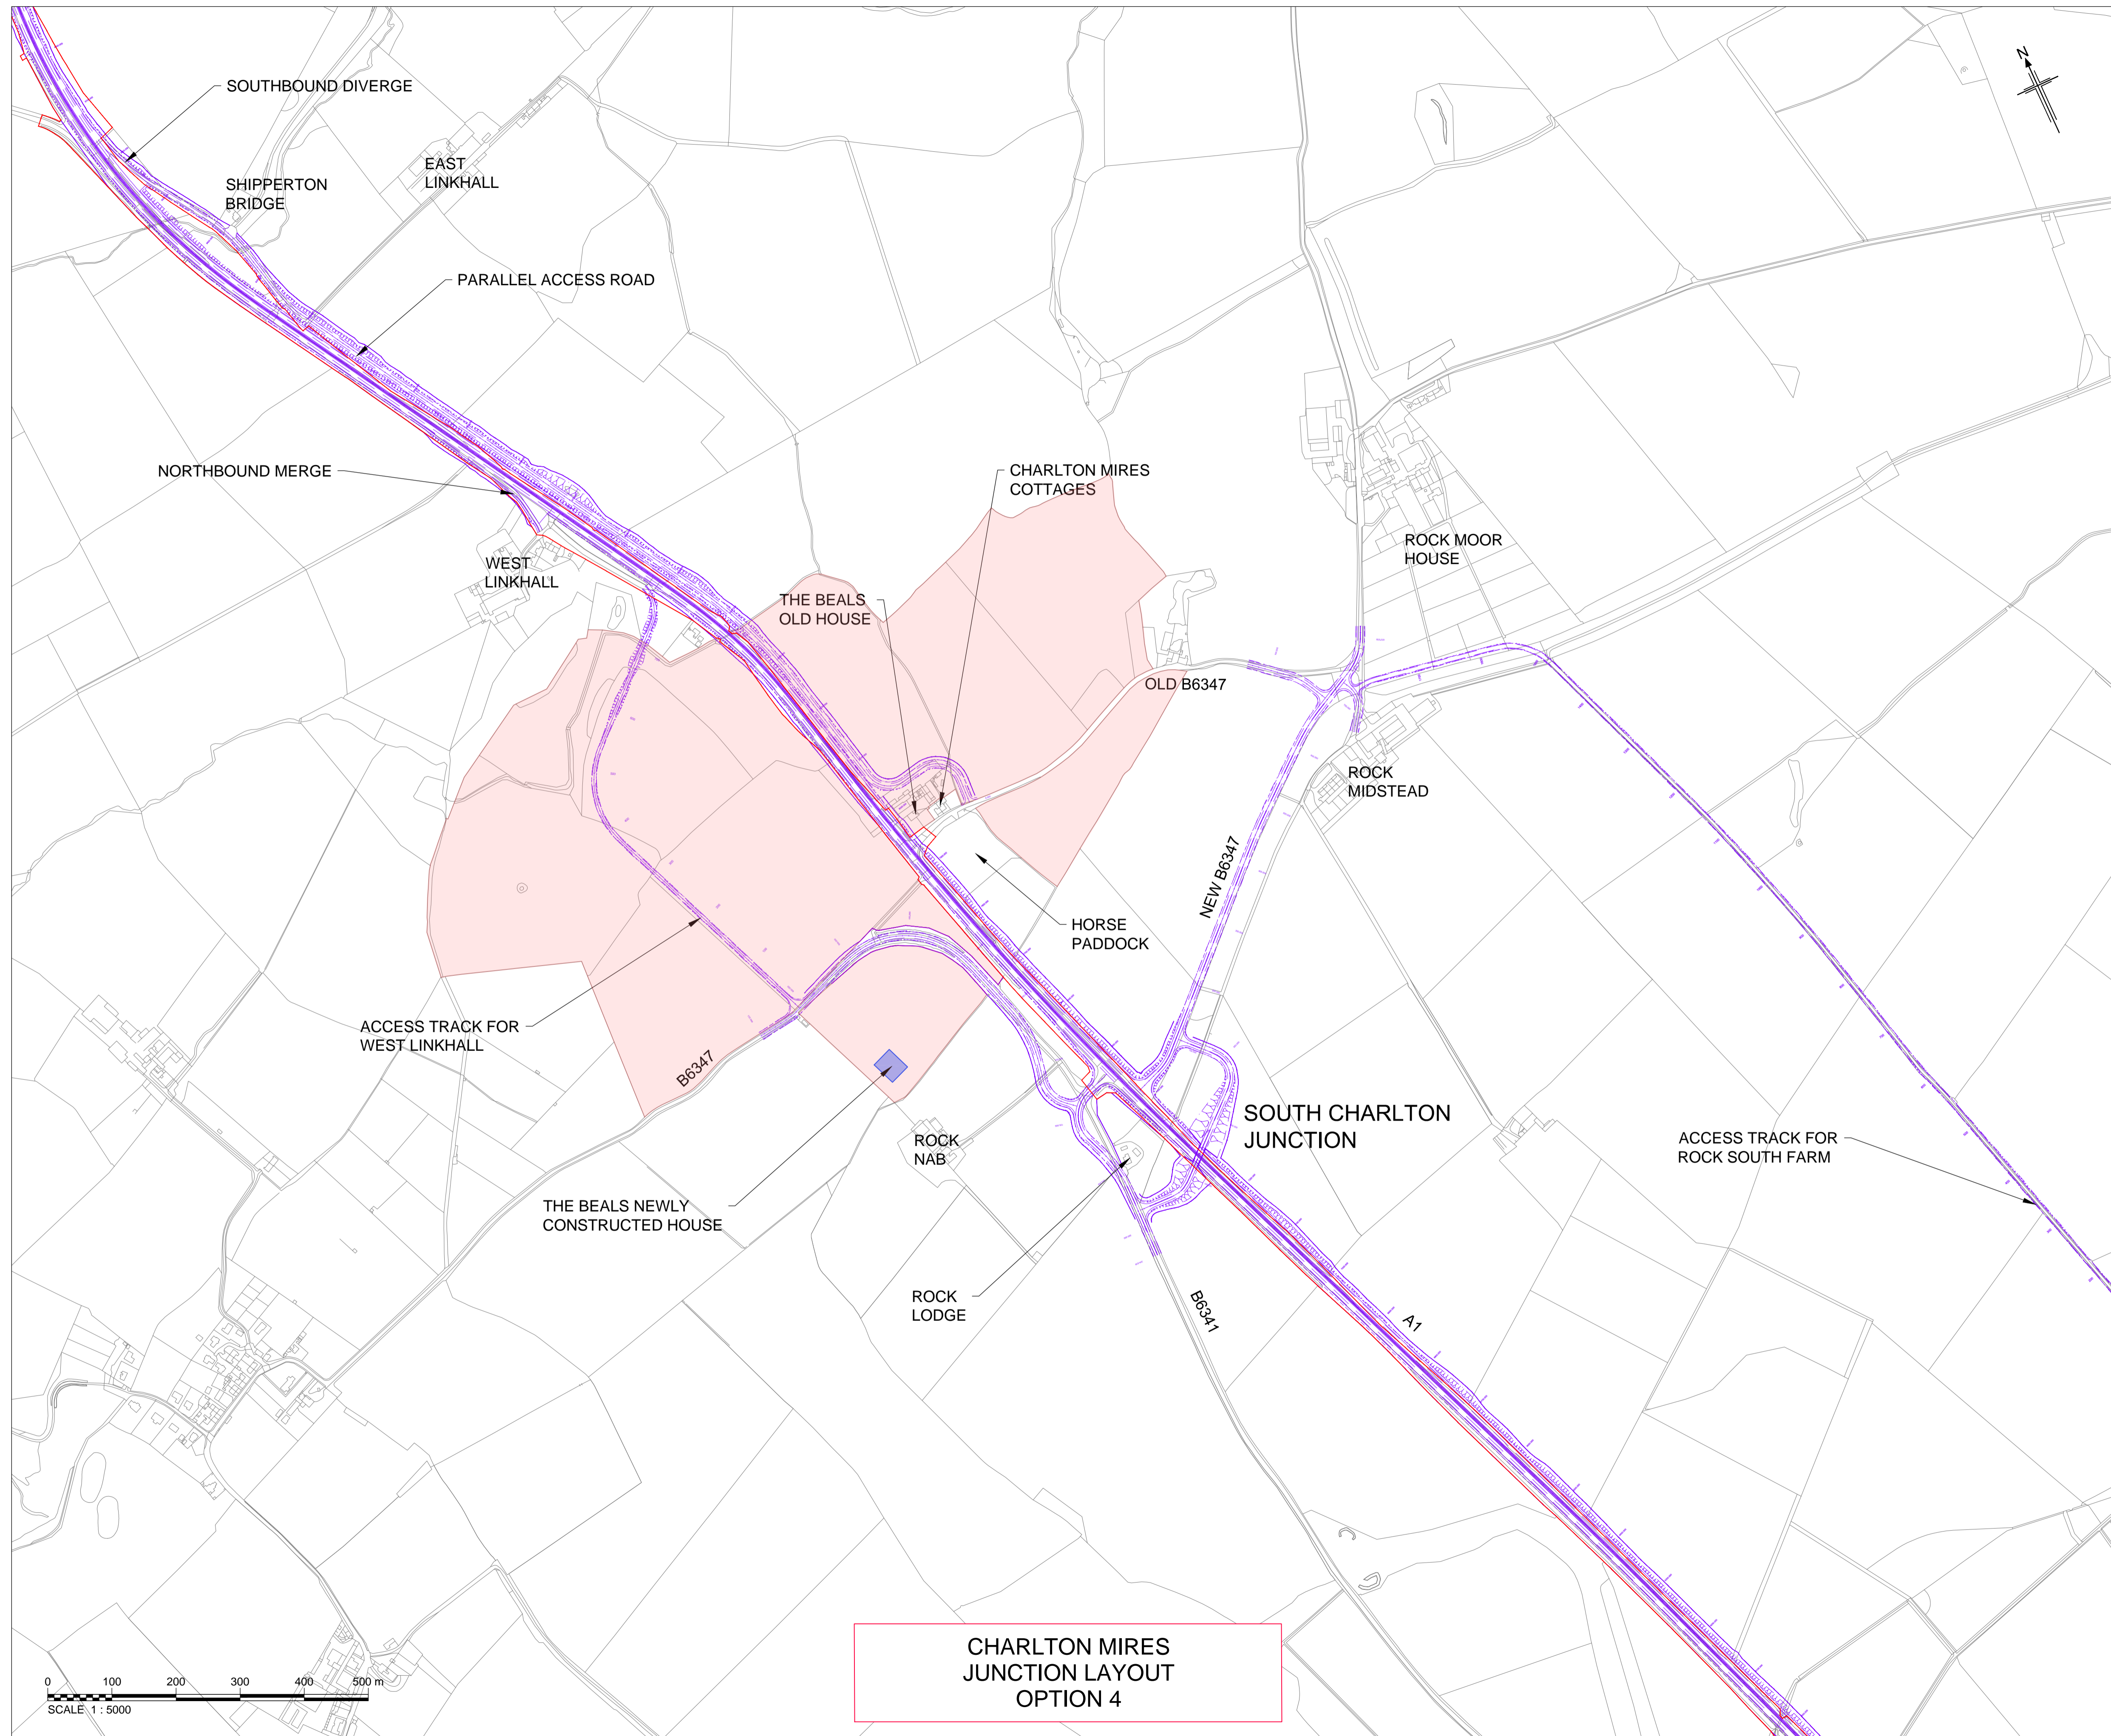 N
SOUTHBOUND DIVERGE
EAST
LINKHALL
SHIPPERTON
BRIDGE
PARALLEL ACCESS ROAD
NORTHBOUND MERGE
CHARLTON MIRES
COTTAGES
ROCK MOOR
HOUSE
WEST
LINKHALL
THE BEALS
OLD HOUSE
OLD B6347
ROCK
MIDSTEAD
NEW B6347
HORSE
PADDOCK
ACCESS TRACK FOR
WEST LINKHALL
B6347
SOUTH CHARLTON
JUNCTION
ROCK
NAB
ACCESS TRACK FOR
ROCK SOUTH FARM
THE BEALS NEWLY
CONSTRUCTED HOUSE
ROCK
LODGE
B6341
A1
CHARLTON MIRES
JUNCTION LAYOUT
OPTION 4
0 100 200 300 400 500 m
SCALE 1 : 5000